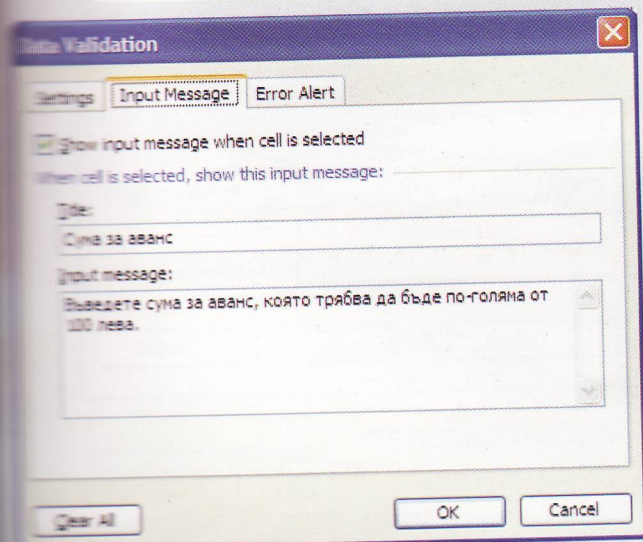 Data Validation
Settings Input Message Error Alert
Show input message when cell is selected
When cell is selected, show this input message:
Title:
Сума за аванс
Input message:
Въведете сума за аванс, която трябва да бъде по-голяма от
100 лева.
Clear All OK Cancel